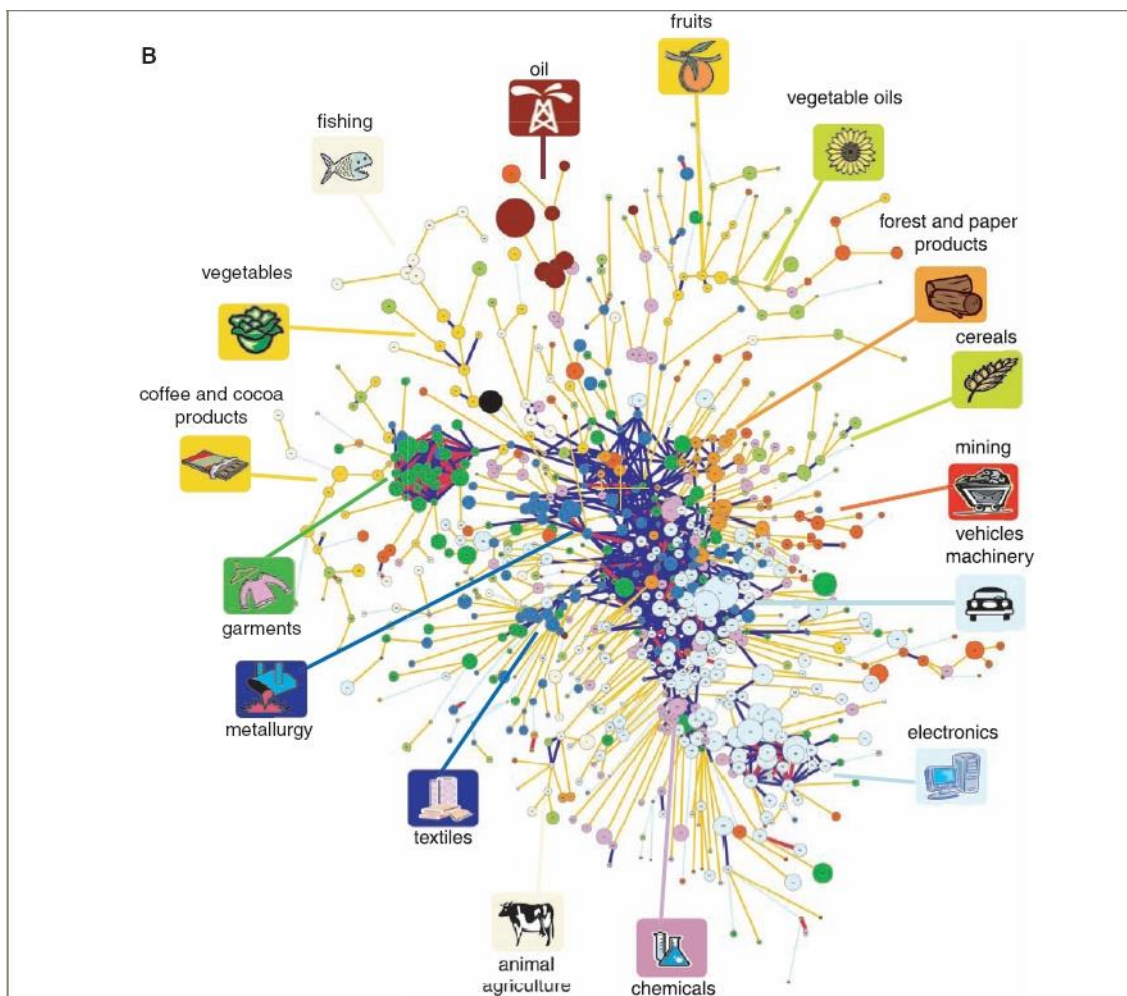 B
fruits
oil
vegetable oils
fishing
forest and paper
products
vegetables
cereals
coffee and cocoa
products
mining
vehicles
machinery
garments
metallurgy
electronics
textiles
animal
agriculture
chemicals